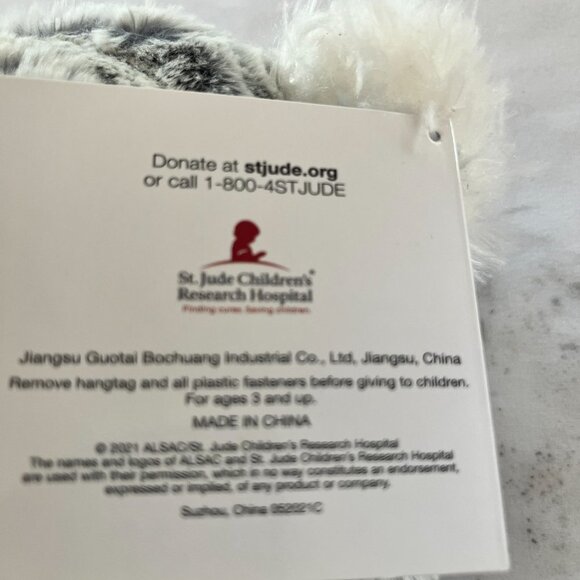 Donate at stjude.org
or call 1-800-4STJUDE
St. Jude Children's®
Research Hospital
Finding cures. Saving children.
Jiangsu Guotai Bochuang Industrial Co., Ltd, Jiangsu, China
Remove hangtag and all plastic fasteners before giving to children.
For ages 3 and up.
MADE IN CHINA
© 2021 ALSAC/St. Jude Children's Research Hospital
The names and logos of ALSAC and St. Jude Children's Research Hospital
are used with their permission, which in no way constitutes an endorsement,
expressed or implied, of any product or company.
Suzhou, China 052021C